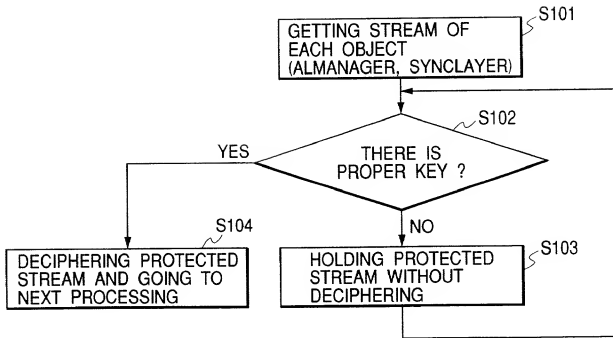 S101
GETTING STREAM OF
EACH OBJECT
(ALMANAGER, SYNCLAYER)
S102
THERE IS
PROPER KEY ?
YES
NO
S104
DECIPHERING PROTECTED
STREAM AND GOING TO
NEXT PROCESSING
S103
HOLDING PROTECTED
STREAM WITHOUT
DECIPHERING